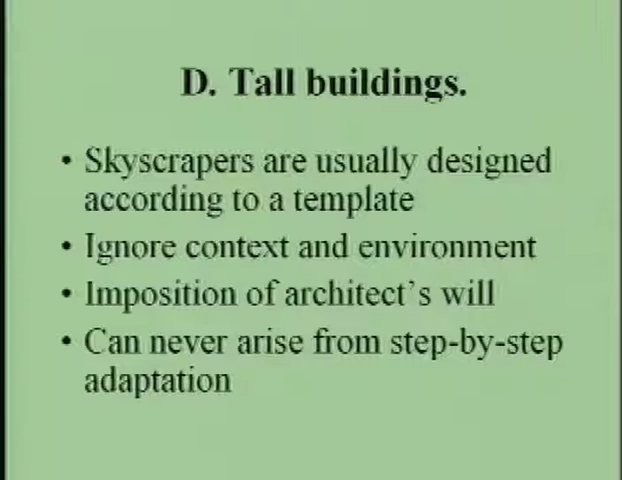 D. Tall buildings.
• Skyscrapers are usually designed
according to a template
• Ignore context and environment
• Imposition of architect's will
• Can never arise from step-by-step
adaptation